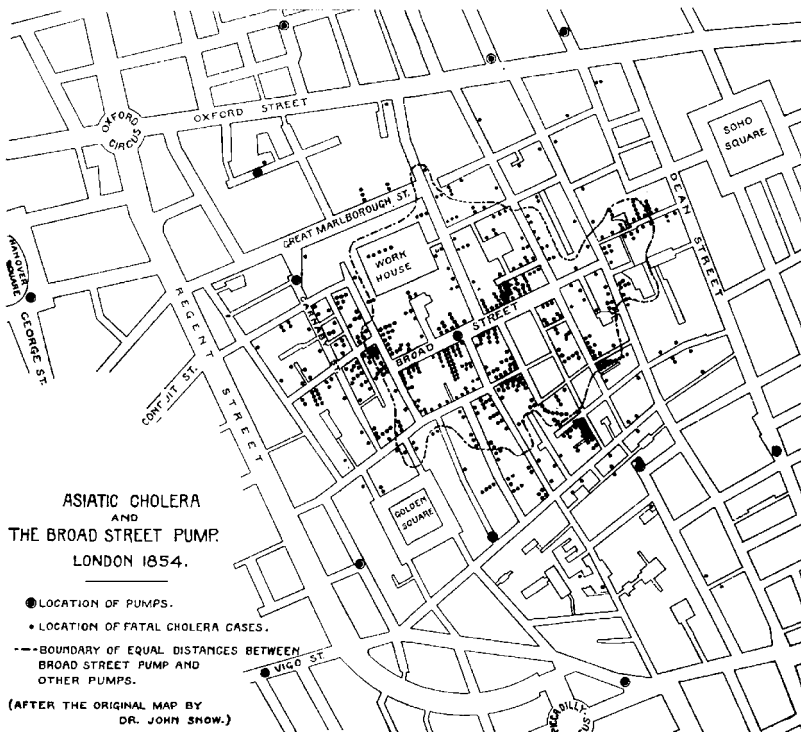 OXFORD
CIRCUS
OXFORD STREET
SOHO
SQUARE
DEAN STREET
GREAT MARLBOROUGH ST.
WORK
HOUSE
HANOVER
SQUARE
GEORGE ST.
REGENT STREET
CONDUIT ST.
BROAD STREET
GOLDEN
SQUARE
ASIATIC CHOLERA
AND
THE BROAD STREET PUMP.
LONDON 1854.
LOCATION OF PUMPS.
LOCATION OF FATAL CHOLERA CASES.
BOUNDARY OF EQUAL DISTANCES BETWEEN
BROAD STREET PUMP AND
OTHER PUMPS.
VIGO ST.
(AFTER THE ORIGINAL MAP BY
DR. JOHN SNOW.)